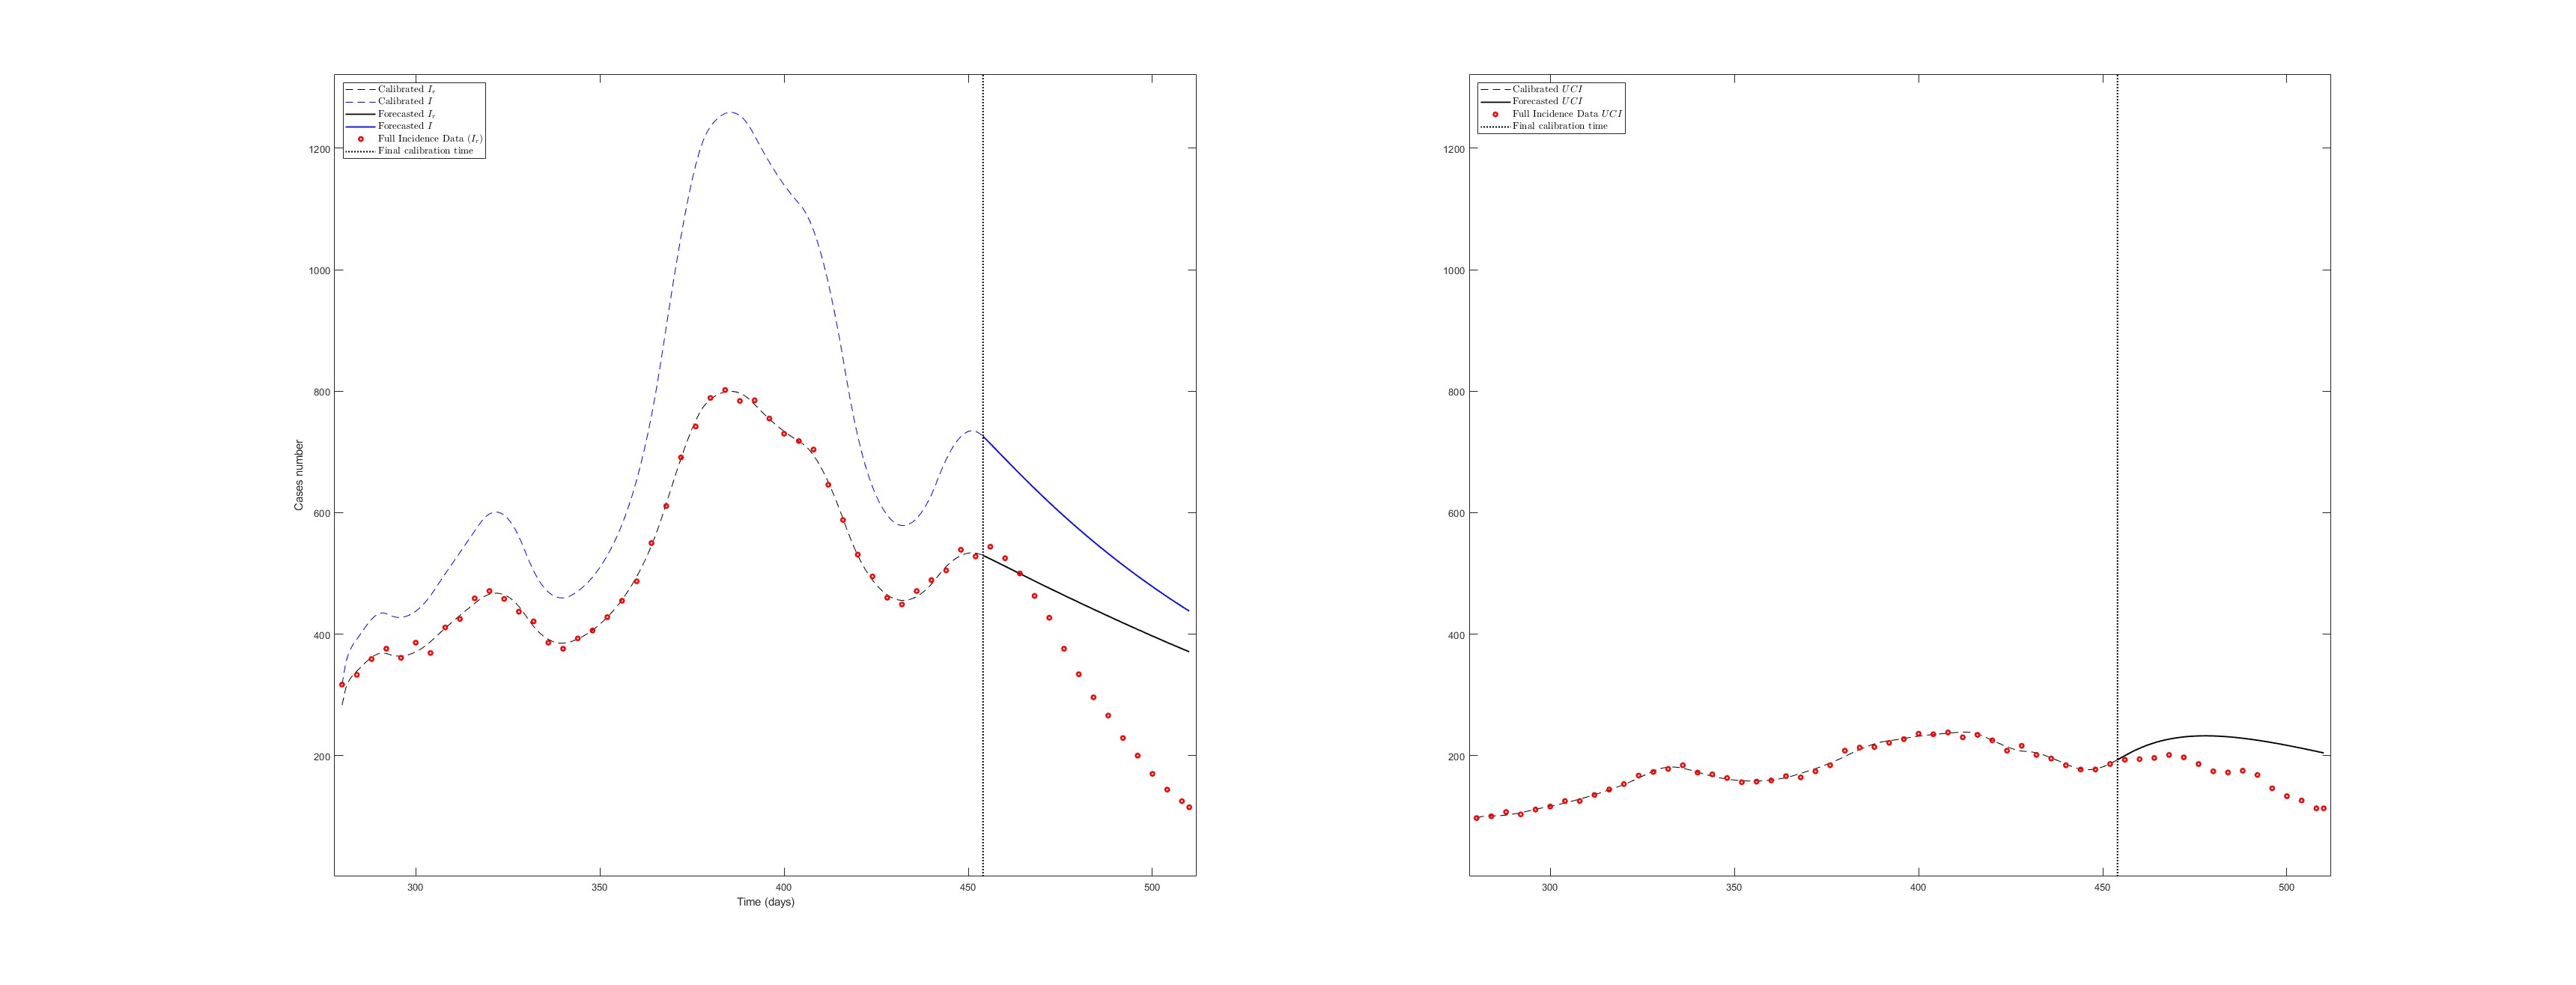 Calibrated I_r
Calibrated I
Forecasted I_r
Forecasted I
Full Incidence Data (I_r)
Final calibration time
1200
1000
800
600
400
200
300 350 400 450 500
Cases number
Time (days)
Calibrated UCI
Forecasted UCI
Full Incidence Data UCI
Final calibration time
1200
1000
800
600
400
200
300 350 400 450 500